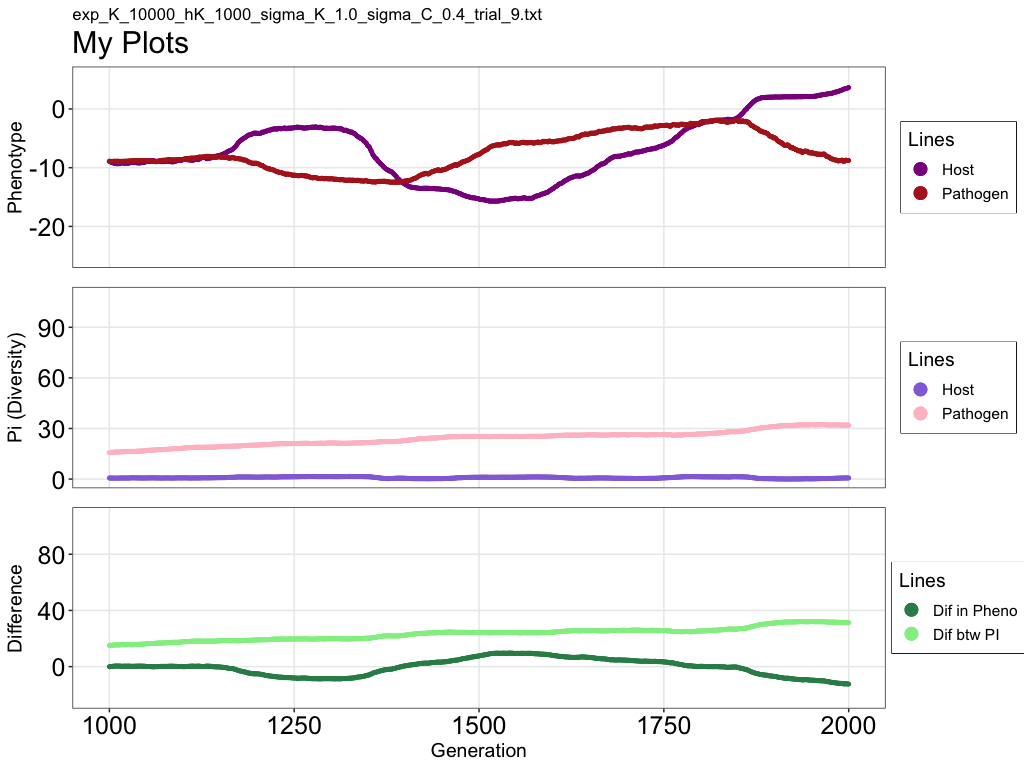 exp_K_10000_hK_1000_sigma_K_1.0_sigma_C_0.4_trial_9.txt
My Plots
Phenotype
0
-10
-20
Lines
Host
Pathogen
Pi (Diversity)
90
60
30
0
Lines
Host
Pathogen
Difference
80
40
0
Lines
Dif in Pheno
Dif btw PI
1000 1250 1500 1750 2000
Generation